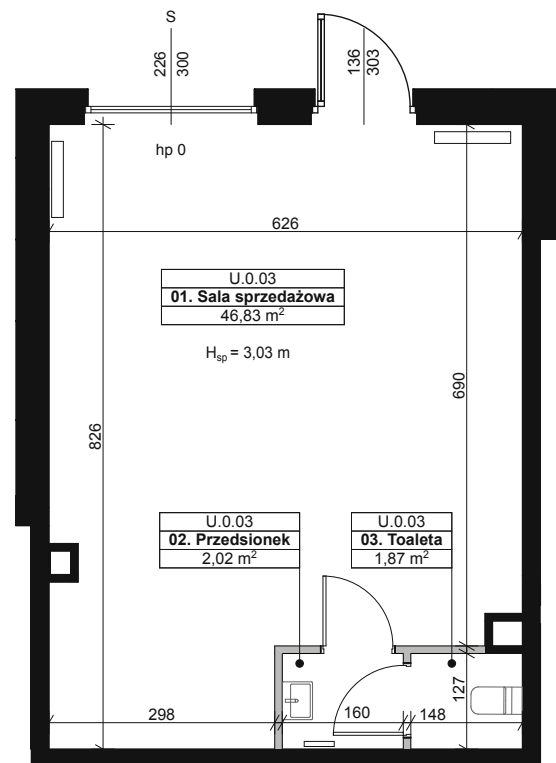 S
226
300
136
303
hp 0
626
U.0.03
01. Sala sprzedażowa
46,83 m²
Hsp = 3,03 m
690
826
U.0.03
02. Przedsionek
2,02 m²
U.0.03
03. Toaleta
1,87 m²
127
298
160
148